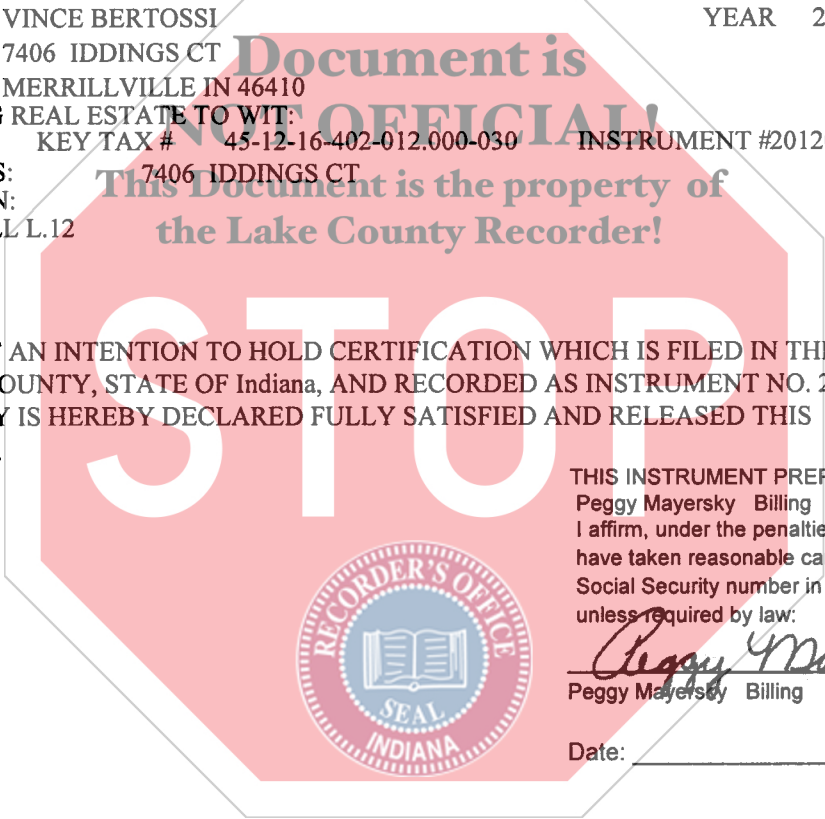 VINCE BERTOSSI YEAR 2
7406 IDDINGS CT
Document is
MERRILLVILLE IN 46410
REAL ESTATE TO WIT:
NOT OFFICIAL!
KEY TAX # 45-12-16-402-012.000-030 INSTRUMENT #2012
S: 7406 IDDINGS CT
This Document is the property of
N:
LL L.12
the Lake County Recorder!
STOP
AN INTENTION TO HOLD CERTIFICATION WHICH IS FILED IN THE
OUNTY, STATE OF Indiana, AND RECORDED AS INSTRUMENT NO. 2
Y IS HEREBY DECLARED FULLY SATISFIED AND RELEASED THIS
THIS INSTRUMENT PREP
Peggy Mayersky Billing
I affirm, under the penaltie
have taken reasonable ca
Social Security number in
unless required by law:
Peggy Ma
Peggy Mayersky Billing
Date:
RECORDER'S OFFICE
SEAL
INDIANA